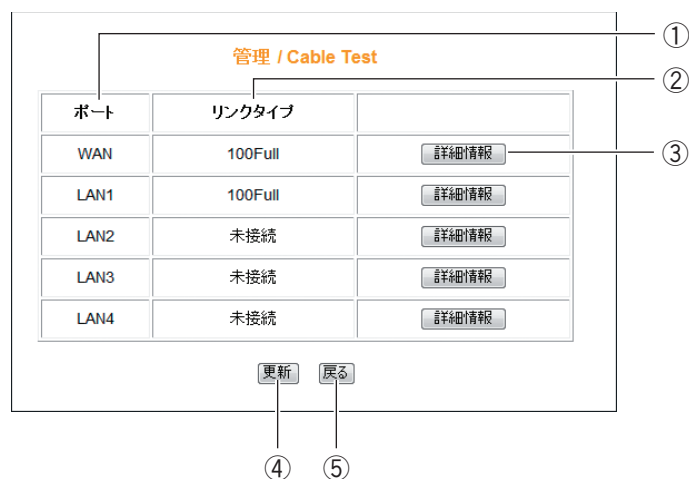 ①
管理 / Cable Test
②
ポート リンクタイプ
WAN 100Full 詳細情報 ③
LAN1 100Full 詳細情報
LAN2 未接続 詳細情報
LAN3 未接続 詳細情報
LAN4 未接続 詳細情報
更新 戻る
④ ⑤